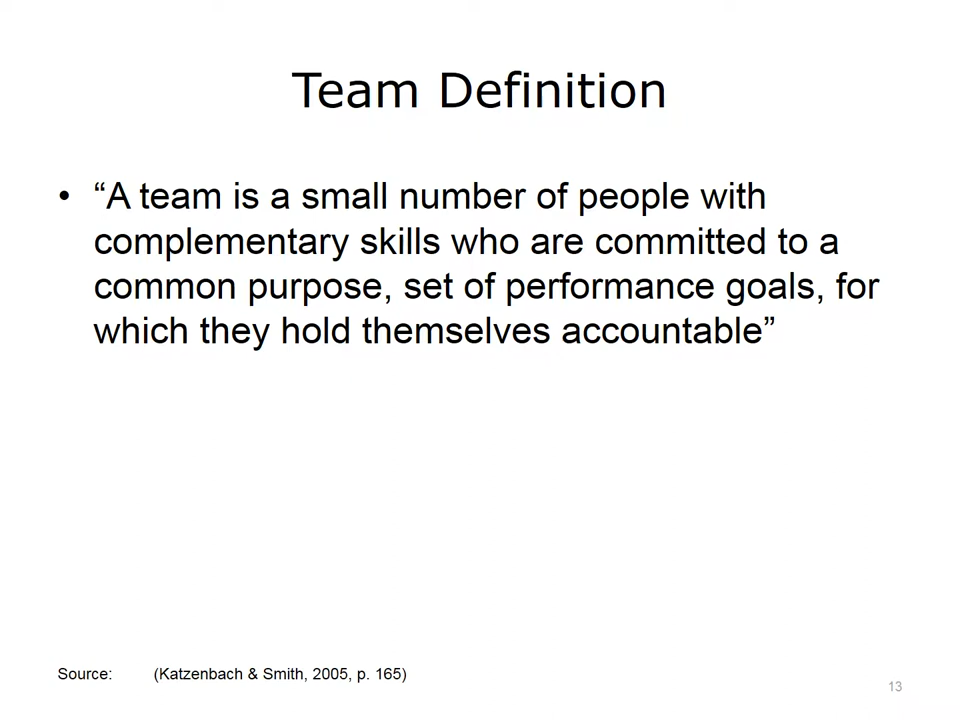 Team Definition
• “A team is a small number of people with
complementary skills who are committed to a
common purpose, set of performance goals, for
which they hold themselves accountable”
Source: (Katzenbach & Smith, 2005, p. 165)
13